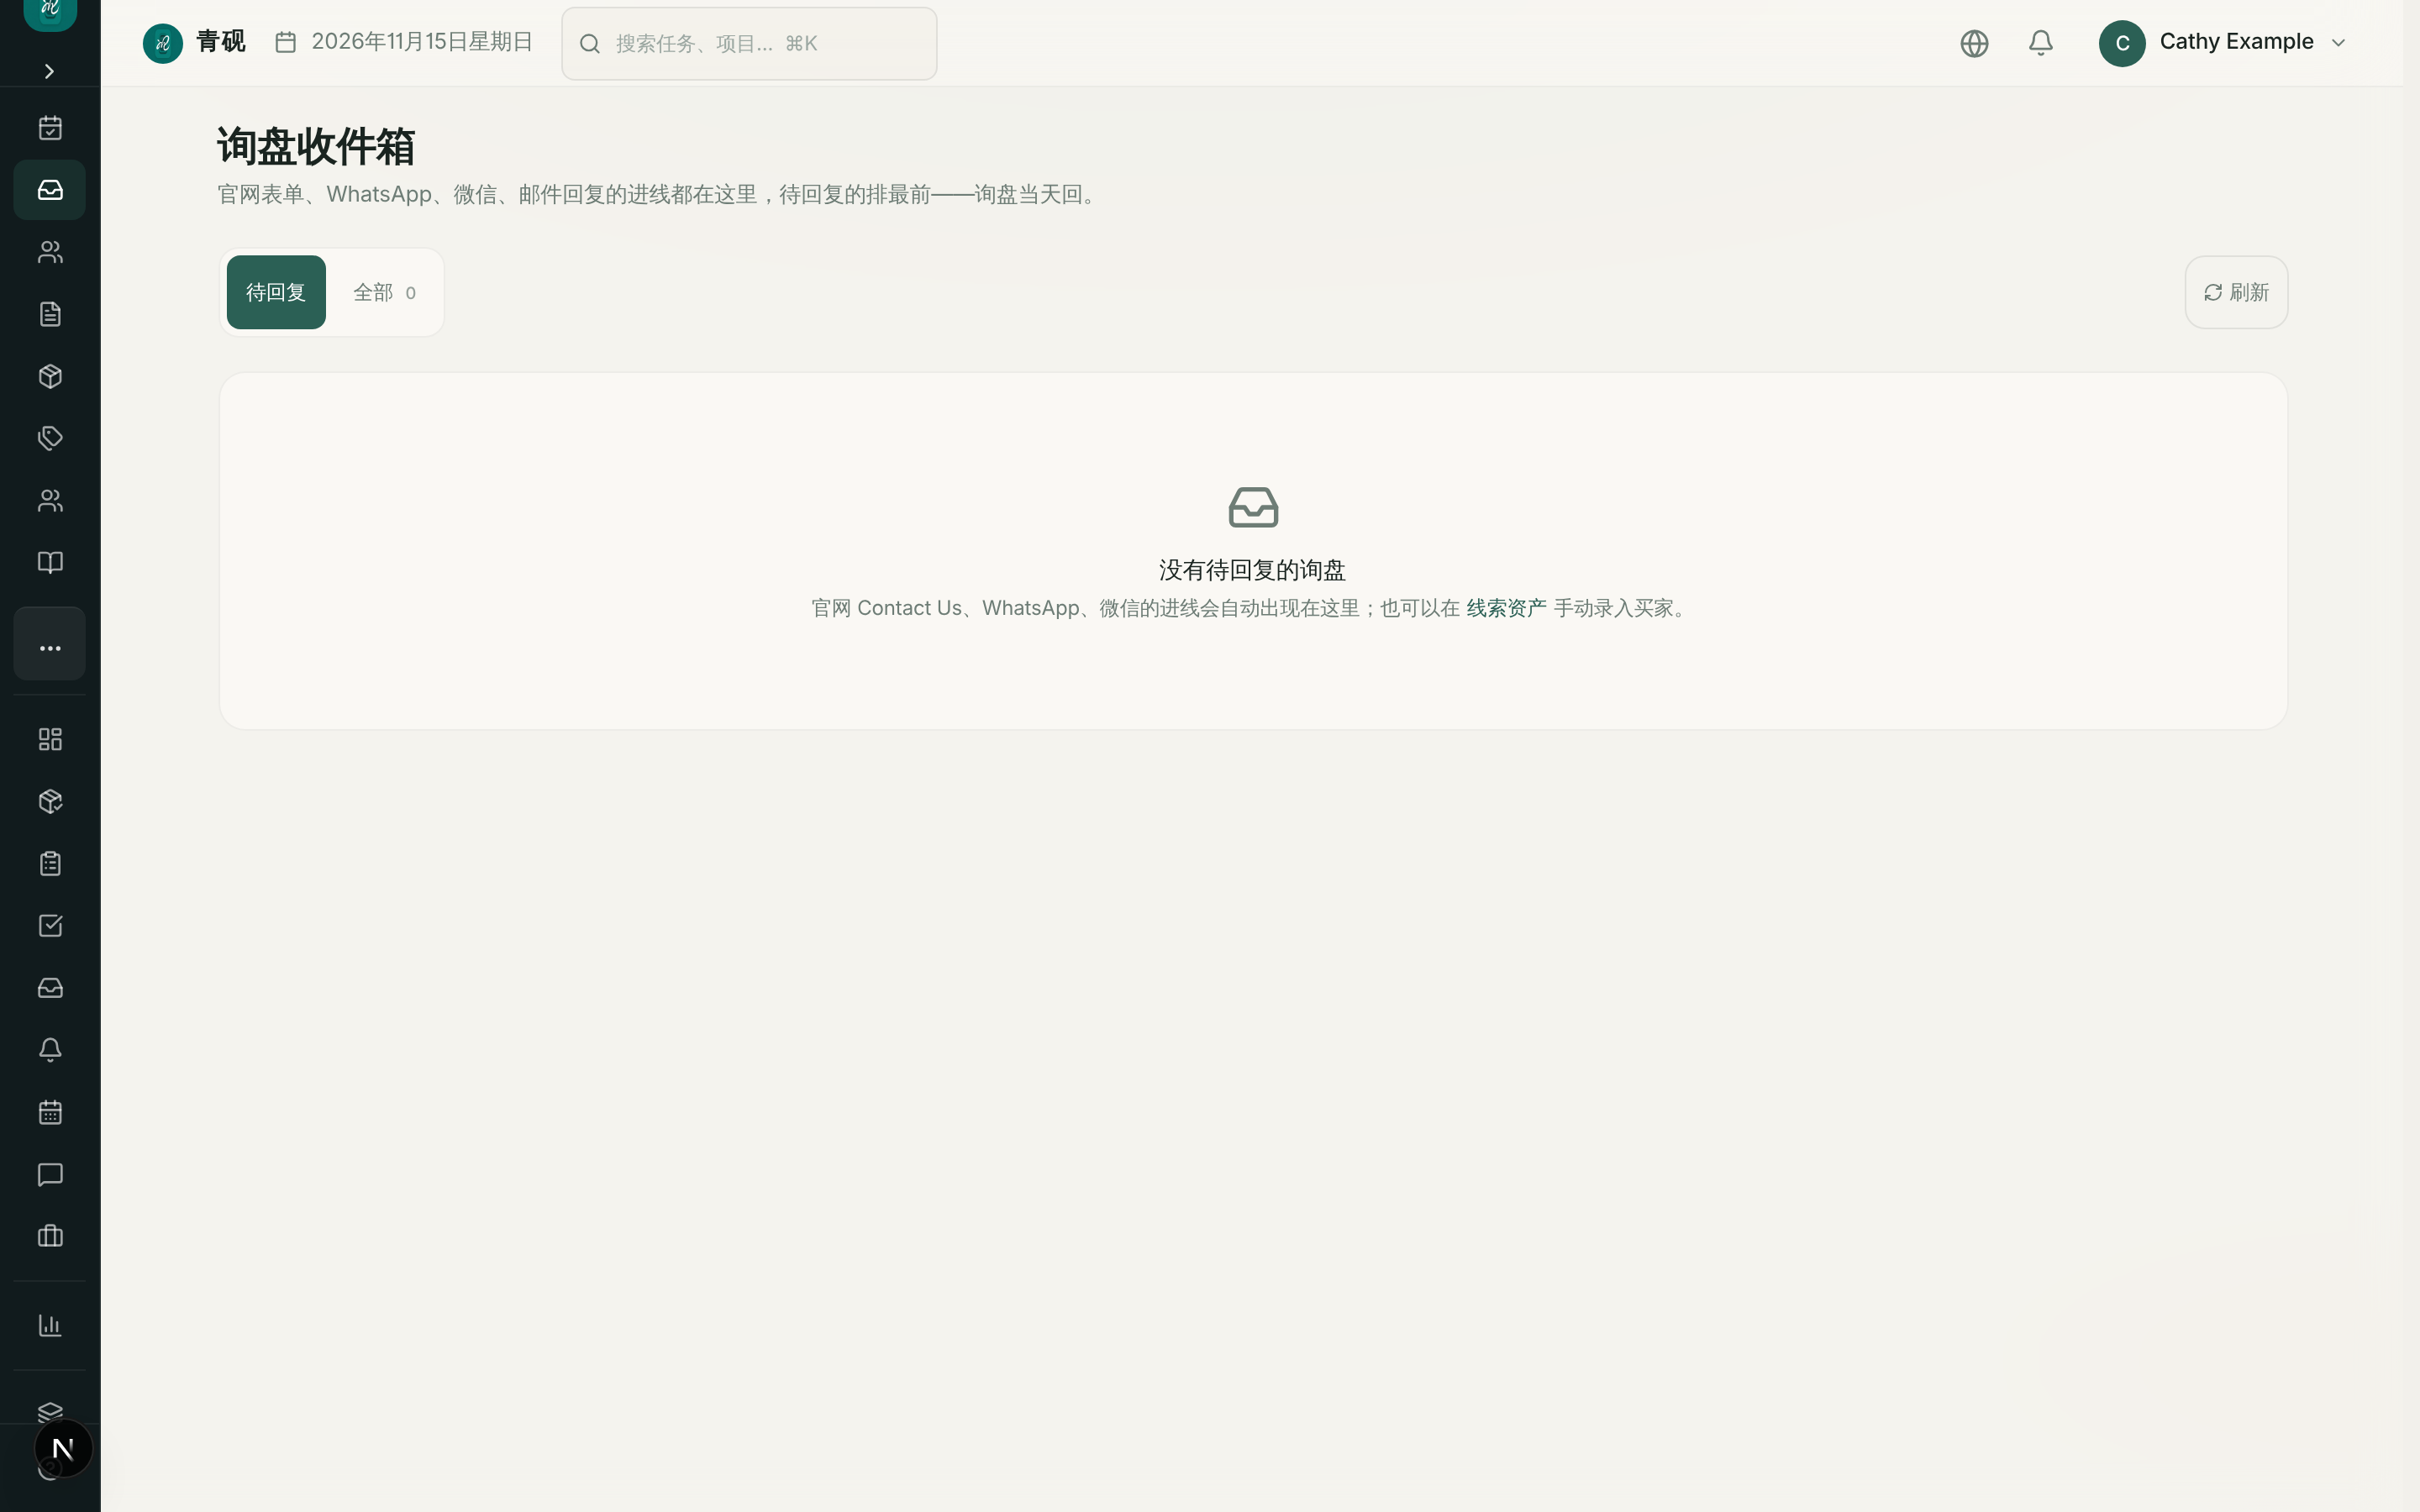 青砚
2026年11月15日星期日
搜索任务、项目... ⌘K
C
Cathy Example
询盘收件箱
官网表单、WhatsApp、微信、邮件回复的进线都在这里，待回复的排最前——询盘当天回。
待回复
全部 0
刷新
没有待回复的询盘
官网 Contact Us、WhatsApp、微信的进线会自动出现在这里；也可以在 线索资产 手动录入买家。
N